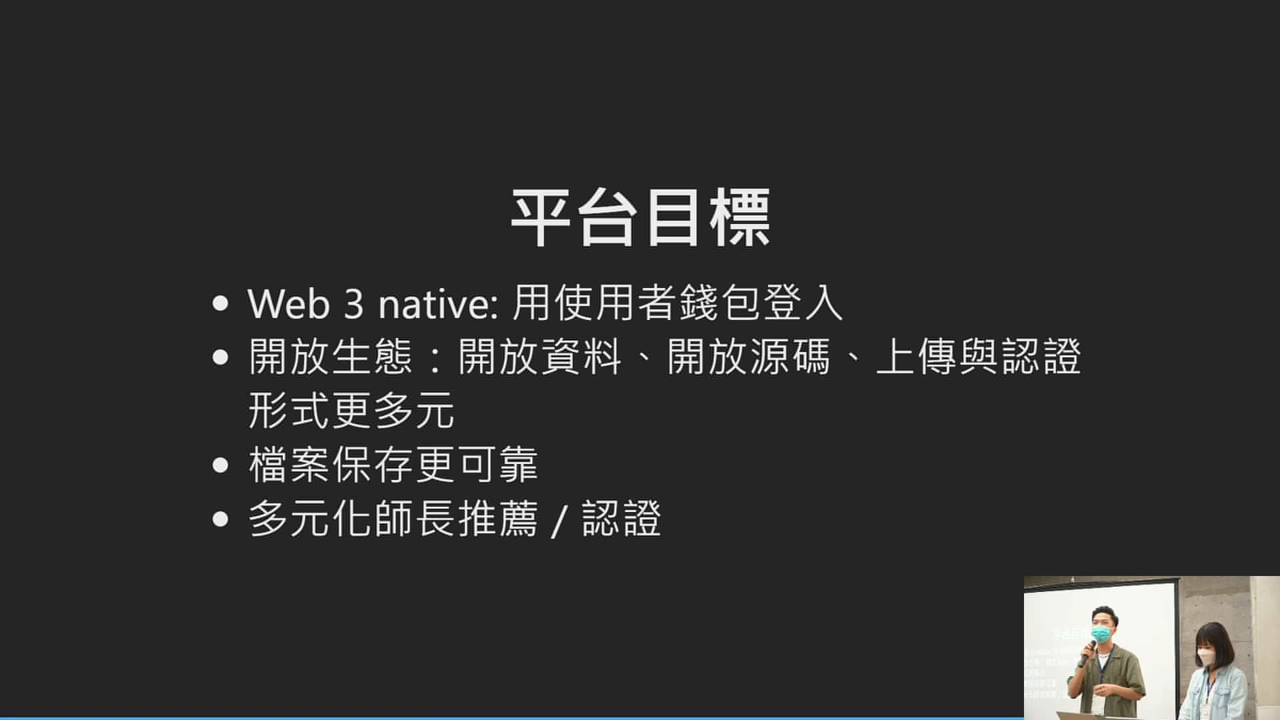 平台目標
• Web 3 native: 用使用者錢包登入
• 開放生態：開放資料、開放源碼、上傳與認證
形式更多元
• 檔案保存更可靠
• 多元化師長推薦 / 認證